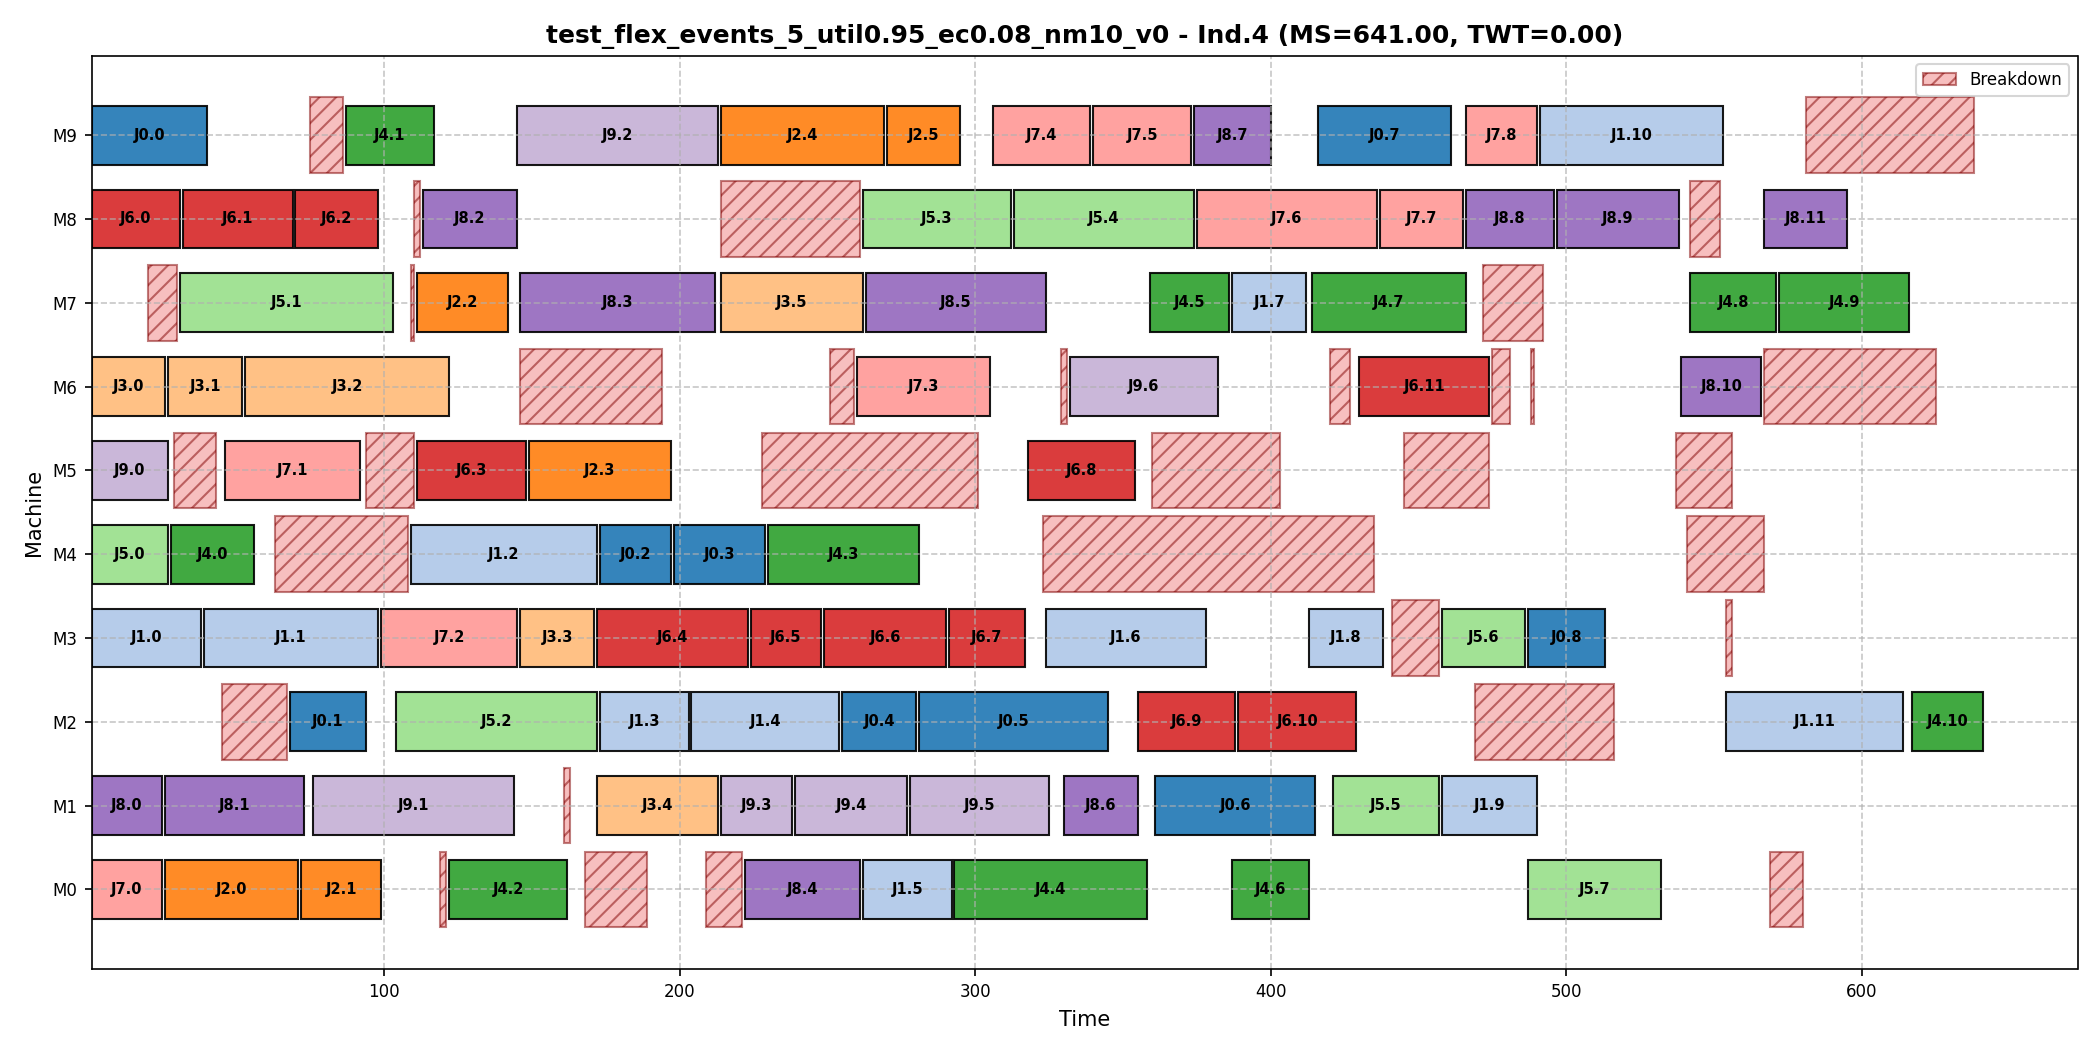 test_flex_events_5_util0.95_ec0.08_nm10_v0 - Ind.4 (MS=641.00, TWT=0.00)
Breakdown
M9 J0.0 J4.1 J9.2 J2.4 J2.5 J7.4 J7.5 J8.7 J0.7 J7.8 J1.10
M8 J6.0 J6.1 J6.2 J8.2 J5.3 J5.4 J7.6 J7.7 J8.8 J8.9 J8.11
M7 J5.1 J2.2 J8.3 J3.5 J8.5 J4.5 J1.7 J4.7 J4.8 J4.9
M6 J3.0 J3.1 J3.2 J7.3 J9.6 J6.11 J8.10
M5 J9.0 J7.1 J6.3 J2.3 J6.8
M4 J5.0 J4.0 J1.2 J0.2 J0.3 J4.3
M3 J1.0 J1.1 J7.2 J3.3 J6.4 J6.5 J6.6 J6.7 J1.6 J1.8 J5.6 J0.8
M2 J0.1 J5.2 J1.3 J1.4 J0.4 J0.5 J6.9 J6.10 J1.11 J4.10
M1 J8.0 J8.1 J9.1 J3.4 J9.3 J9.4 J9.5 J8.6 J0.6 J5.5 J1.9
M0 J7.0 J2.0 J2.1 J4.2 J8.4 J1.5 J4.4 J4.6 J5.7
Machine
100 200 300 400 500 600
Time